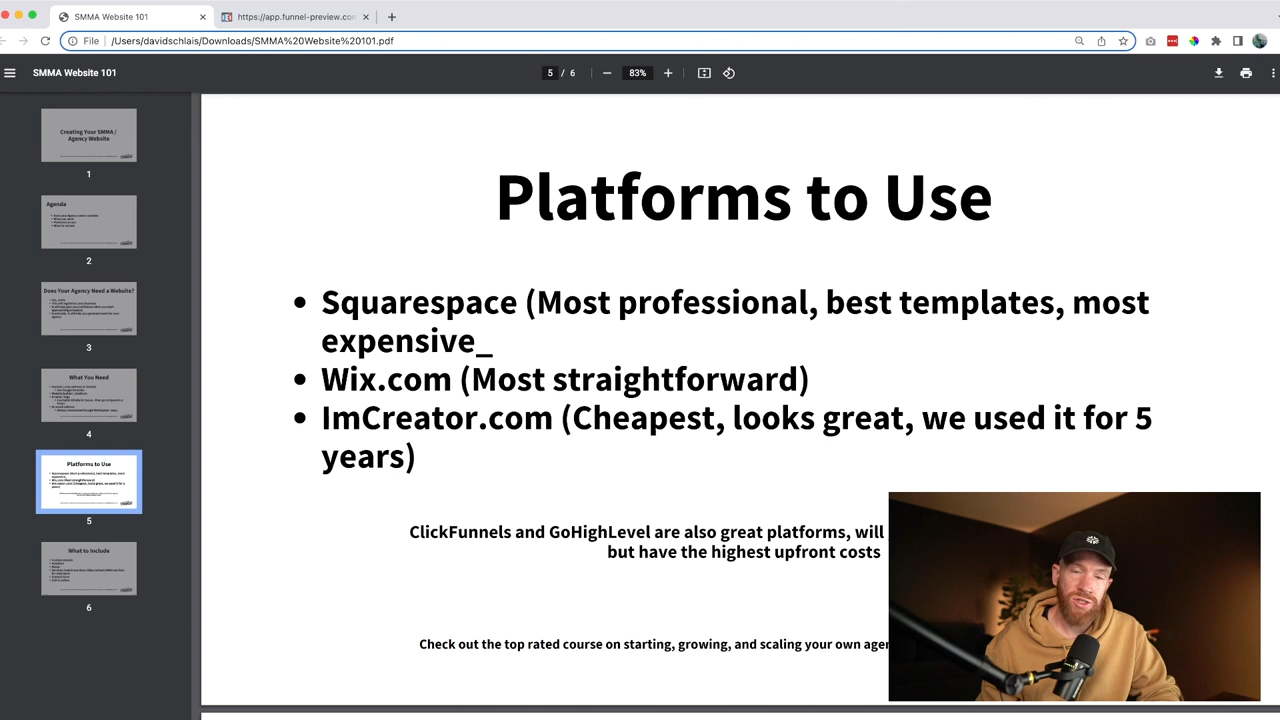 SMMA Website 101
https://app.funnel-preview.com
File
/Users/davidschlais/Downloads/SMMA%20Website%20101.pdf
SMMA Website 101
5 / 6
83%
Creating Your SMMA /
Agency Website
1
Agenda
2
Does Your Agency Need a Website?
3
What You Need
4
Platforms to Use
5
What to Include
6
Platforms to Use
• Squarespace (Most professional, best templates, most
expensive_
• Wix.com (Most straightforward)
• ImCreator.com (Cheapest, looks great, we used it for 5
years)
ClickFunnels and GoHighLevel are also great platforms, will
but have the highest upfront costs
Check out the top rated course on starting, growing, and scaling your own